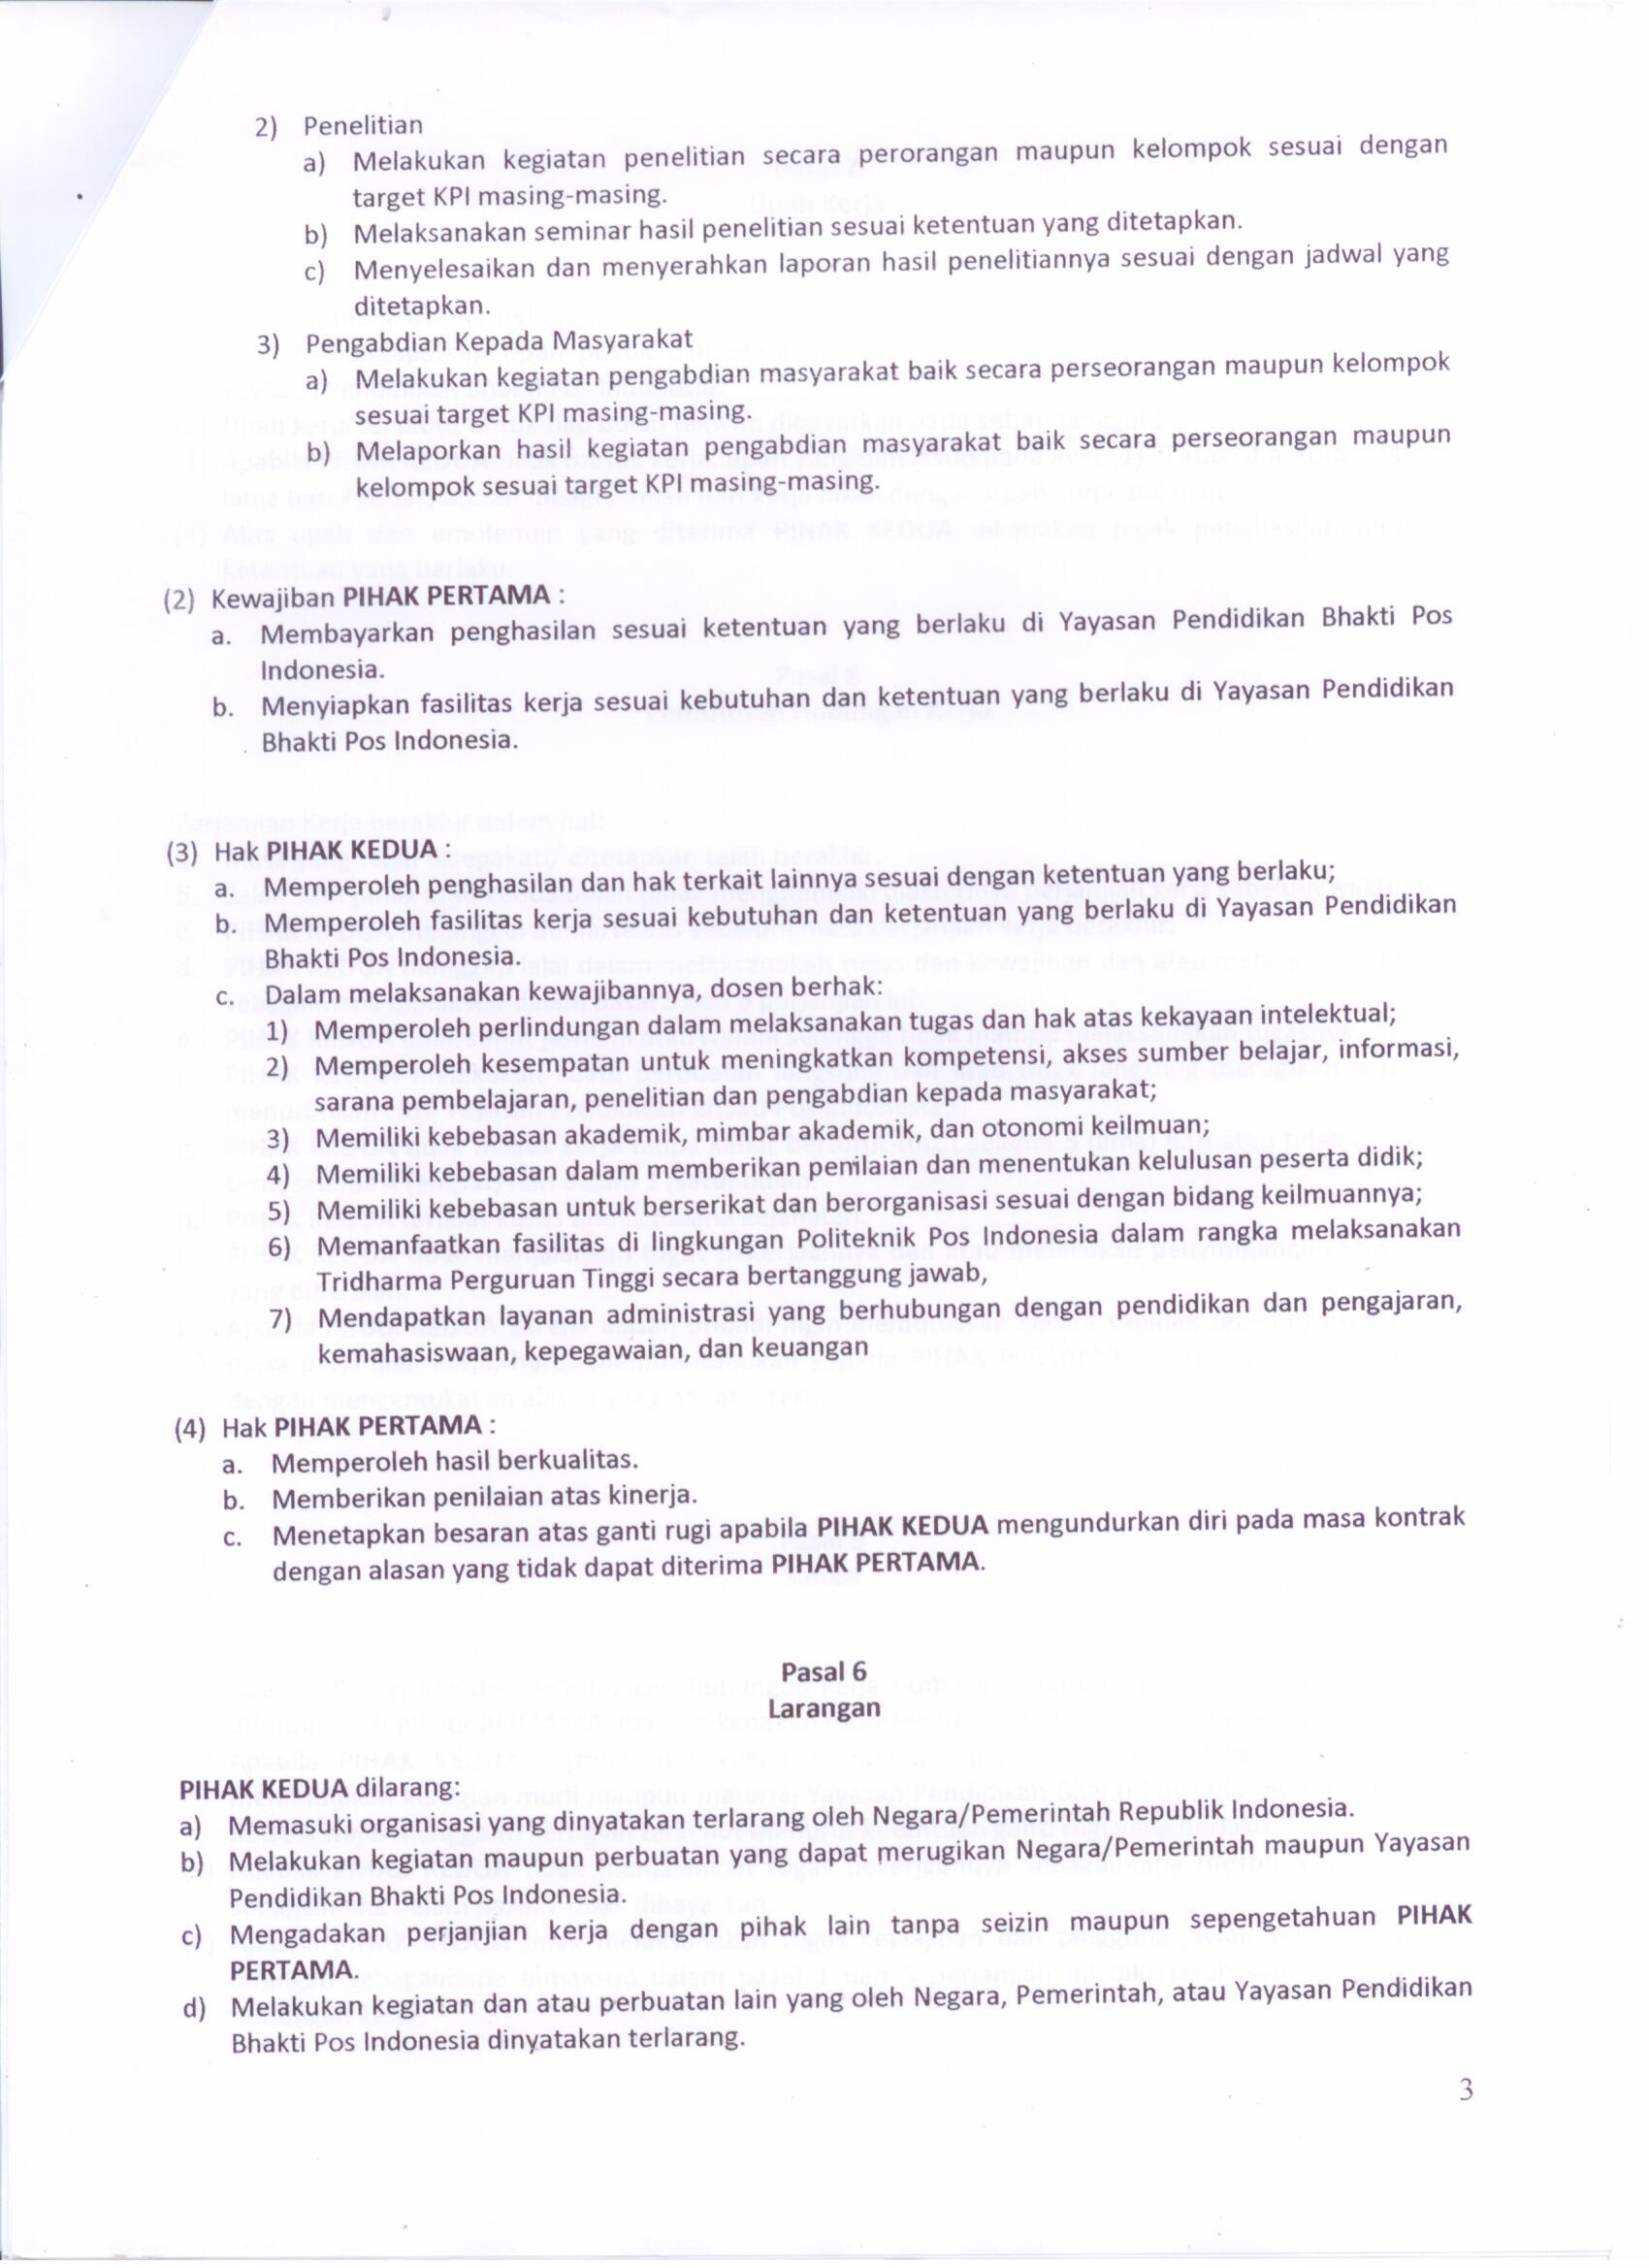 2) Penelitian
a) Melakukan kegiatan penelitian secara perorangan maupun kelompok sesuai dengan
target KPI masing-masing.
b) Melaksanakan seminar hasil penelitian sesuai ketentuan yang ditetapkan.
c) Menyelesaikan dan menyerahkan laporan hasil penelitiannya sesuai dengan jadwal yang
ditetapkan.
3) Pengabdian Kepada Masyarakat
a) Melakukan kegiatan pengabdian masyarakat baik secara perseorangan maupun kelompok
sesuai target KPI masing-masing.
b) Melaporkan hasil kegiatan pengabdian masyarakat baik secara perseorangan maupun
kelompok sesuai target KPI masing-masing.
(2) Kewajiban PIHAK PERTAMA :
a. Membayarkan penghasilan sesuai ketentuan yang berlaku di Yayasan Pendidikan Bhakti Pos
Indonesia.
b. Menyiapkan fasilitas kerja sesuai kebutuhan dan ketentuan yang berlaku di Yayasan Pendidikan
Bhakti Pos Indonesia.
(3) Hak PIHAK KEDUA :
a. Memperoleh penghasilan dan hak terkait lainnya sesuai dengan ketentuan yang berlaku;
b. Memperoleh fasilitas kerja sesuai kebutuhan dan ketentuan yang berlaku di Yayasan Pendidikan
Bhakti Pos Indonesia.
c. Dalam melaksanakan kewajibannya, dosen berhak:
1) Memperoleh perlindungan dalam melaksanakan tugas dan hak atas kekayaan intelektual;
2) Memperoleh kesempatan untuk meningkatkan kompetensi, akses sumber belajar, informasi,
sarana pembelajaran, penelitian dan pengabdian kepada masyarakat;
3) Memiliki kebebasan akademik, mimbar akademik, dan otonomi keilmuan;
4) Memiliki kebebasan dalam memberikan penilaian dan menentukan kelulusan peserta didik;
5) Memiliki kebebasan untuk berserikat dan berorganisasi sesuai dengan bidang keilmuannya;
6) Memanfaatkan fasilitas di lingkungan Politeknik Pos Indonesia dalam rangka melaksanakan
Tridharma Perguruan Tinggi secara bertanggung jawab,
7) Mendapatkan layanan administrasi yang berhubungan dengan pendidikan dan pengajaran,
kemahasiswaan, kepegawaian, dan keuangan
(4) Hak PIHAK PERTAMA :
a. Memperoleh hasil berkualitas.
b. Memberikan penilaian atas kinerja.
c. Menetapkan besaran atas ganti rugi apabila PIHAK KEDUA mengundurkan diri pada masa kontrak
dengan alasan yang tidak dapat diterima PIHAK PERTAMA.
Pasal 6
Larangan
PIHAK KEDUA dilarang:
a) Memasuki organisasi yang dinyatakan terlarang oleh Negara/Pemerintah Republik Indonesia.
b) Melakukan kegiatan maupun perbuatan yang dapat merugikan Negara/Pemerintah maupun Yayasan
Pendidikan Bhakti Pos Indonesia.
c) Mengadakan perjanjian kerja dengan pihak lain tanpa seizin maupun sepengetahuan PIHAK
PERTAMA.
d) Melakukan kegiatan dan atau perbuatan lain yang oleh Negara, Pemerintah, atau Yayasan Pendidikan
Bhakti Pos Indonesia dinyatakan terlarang.
3